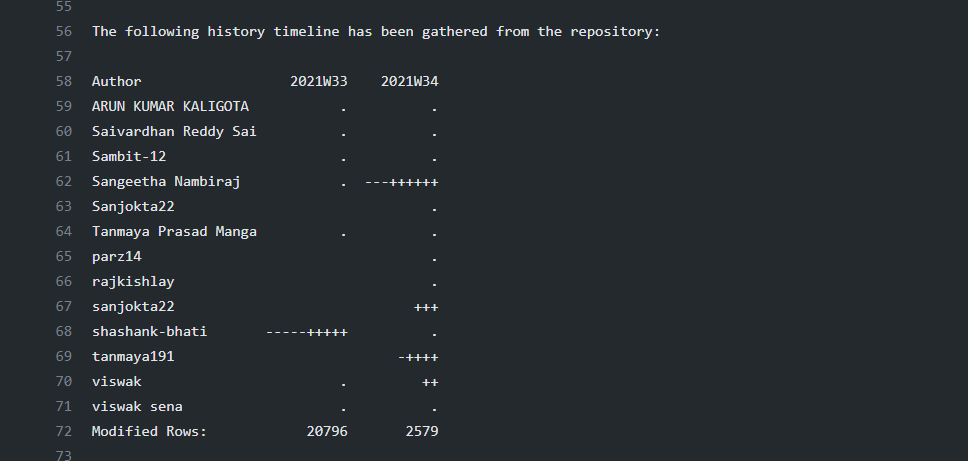 55
56 The following history timeline has been gathered from the repository:
57
58 Author                  2021W33    2021W34
59 ARUN KUMAR KALIGOTA           .          .
60 Saivardhan Reddy Sai          .          .
61 Sambit-12                     .          .
62 Sangeetha Nambiraj            .  ---++++++
63 Sanjokta22                               .
64 Tanmaya Prasad Manga          .          .
65 parz14                                   .
66 rajkishlay                               .
67 sanjokta22                             +++
68 shashank-bhati       -----+++++          .
69 tanmaya191                           -++++
70 viswak                        .         ++
71 viswak sena                   .          .
72 Modified Rows:            20796       2579
73